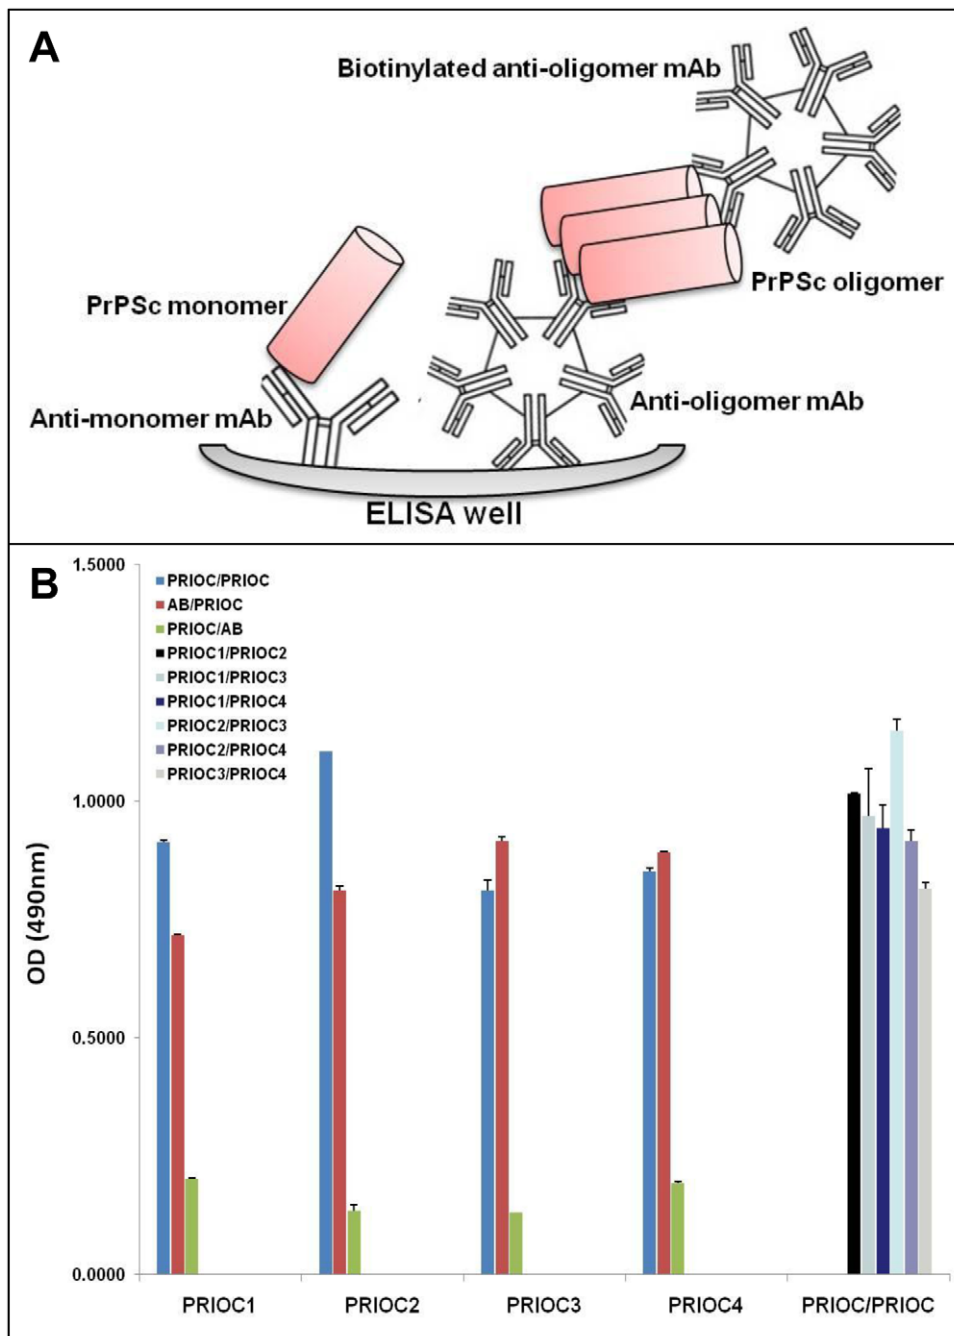 A
Biotinylated anti-oligomer mAb
PrPSc monomer
PrPSc oligomer
Anti-monomer mAb
Anti-oligomer mAb
ELISA well
B
1.5000
1.0000
0.5000
0.0000
OD (490nm)
PRIOC/PRIOC
AB/PRIOC
PRIOC/AB
PRIOC1/PRIOC2
PRIOC1/PRIOC3
PRIOC1/PRIOC4
PRIOC2/PRIOC3
PRIOC2/PRIOC4
PRIOC3/PRIOC4
PRIOC1 PRIOC2 PRIOC3 PRIOC4 PRIOC/PRIOC